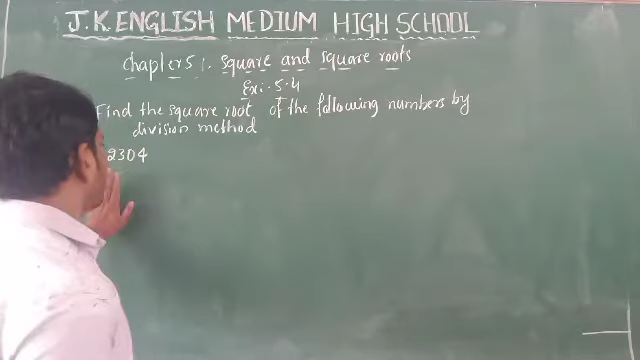 J.K. ENGLISH MEDIUM HIGH SCHOOL
Chapter 5: Square and Square roots
Exi. 5.4
Find the square root of the following numbers by
division method
2304